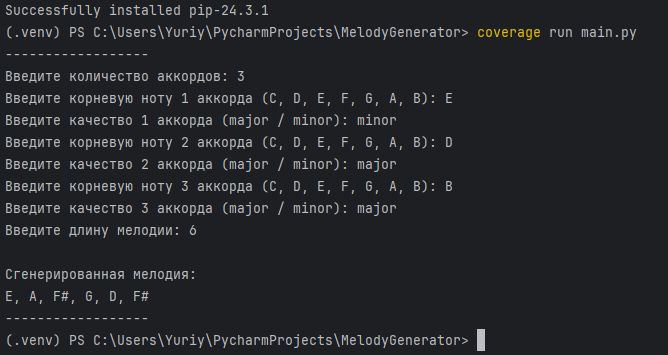 Successfully installed pip-24.3.1
(.venv) PS C:\Users\Yuriy\PycharmProjects\MelodyGenerator> coverage run main.py
------------------
Введите количество аккордов: 3
Введите корневую ноту 1 аккорда (C, D, E, F, G, A, B): E
Введите качество 1 аккорда (major / minor): minor
Введите корневую ноту 2 аккорда (C, D, E, F, G, A, B): D
Введите качество 2 аккорда (major / minor): major
Введите корневую ноту 3 аккорда (C, D, E, F, G, A, B): B
Введите качество 3 аккорда (major / minor): major
Введите длину мелодии: 6

Сгенерированная мелодия:
E, A, F#, G, D, F#
------------------
(.venv) PS C:\Users\Yuriy\PycharmProjects\MelodyGenerator>